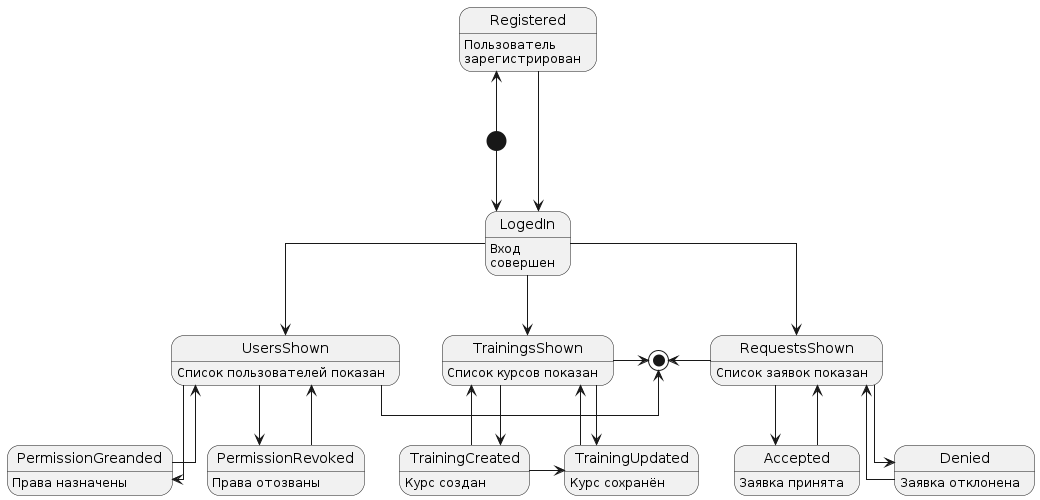 Registered
Пользователь
зарегистрирован
LogedIn
Вход
совершен
UsersShown
Список пользователей показан
TrainingsShown
Список курсов показан
RequestsShown
Список заявок показан
PermissionGreanded
Права назначены
PermissionRevoked
Права отозваны
TrainingCreated
Курс создан
TrainingUpdated
Курс сохранён
Accepted
Заявка принята
Denied
Заявка отклонена